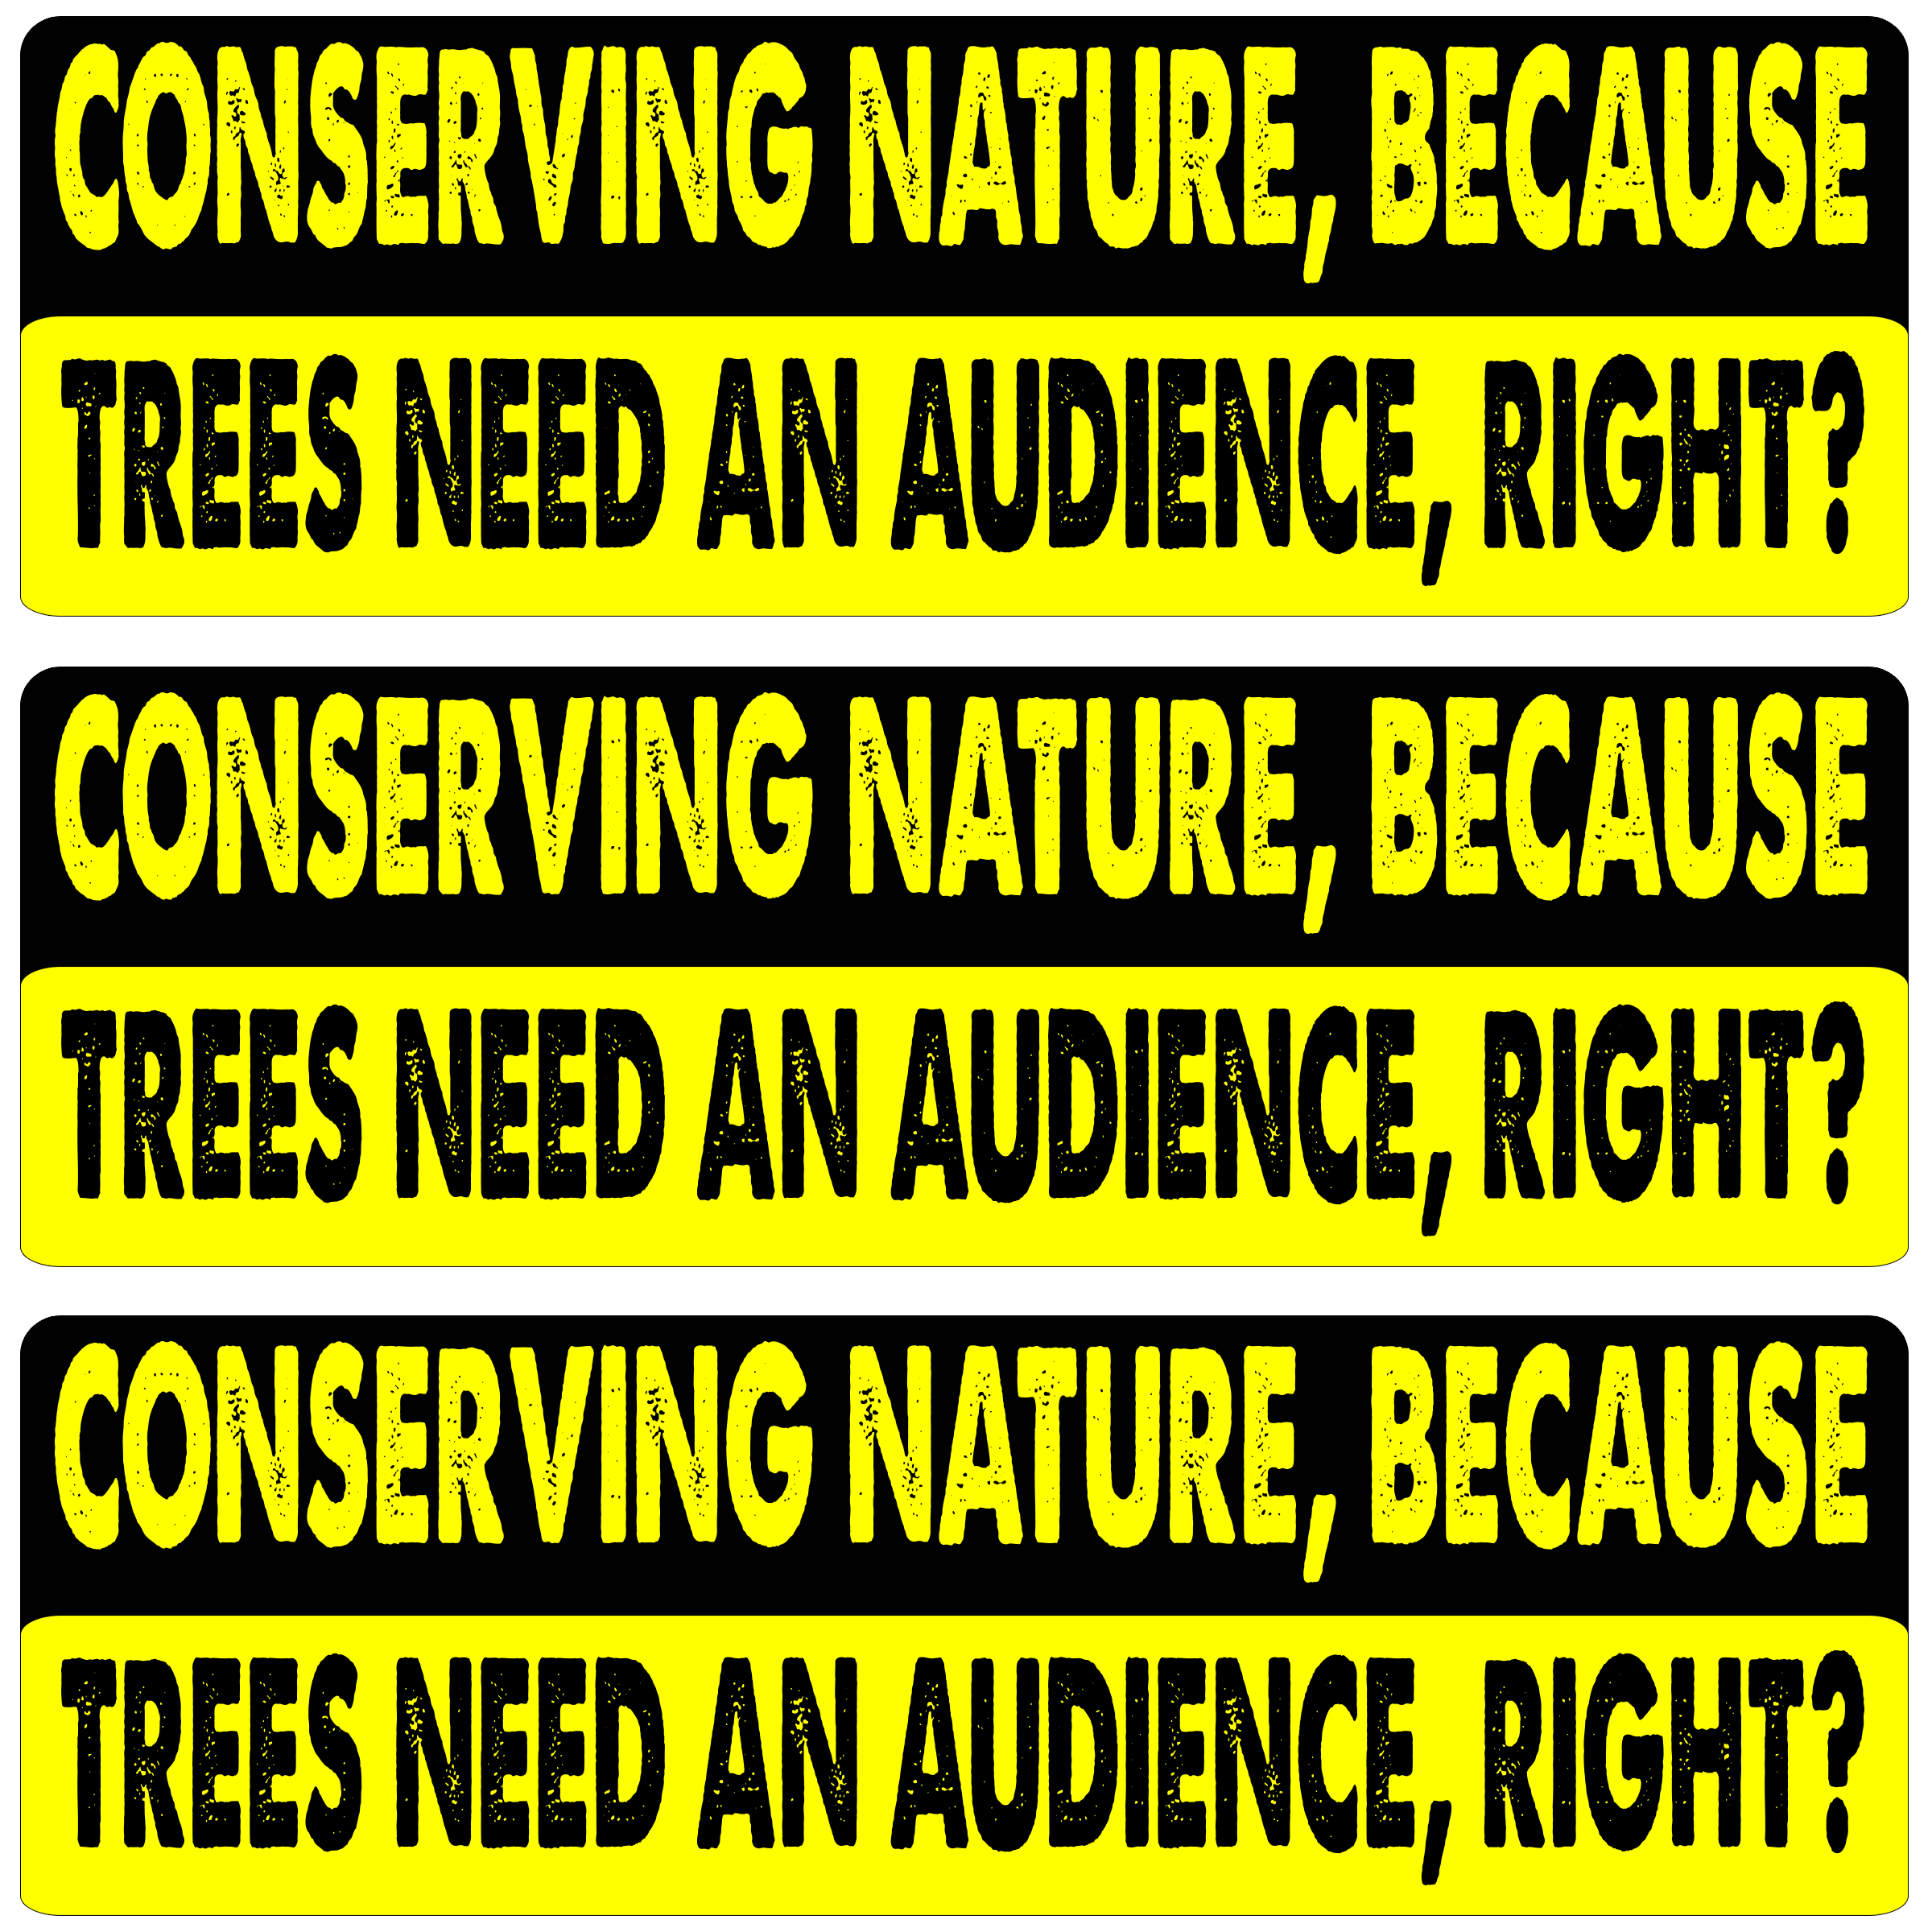 CONSERVING NATURE, BECAUSE
TREES NEED AN AUDIENCE, RIGHT?
CONSERVING NATURE, BECAUSE
TREES NEED AN AUDIENCE, RIGHT?
CONSERVING NATURE, BECAUSE
TREES NEED AN AUDIENCE, RIGHT?